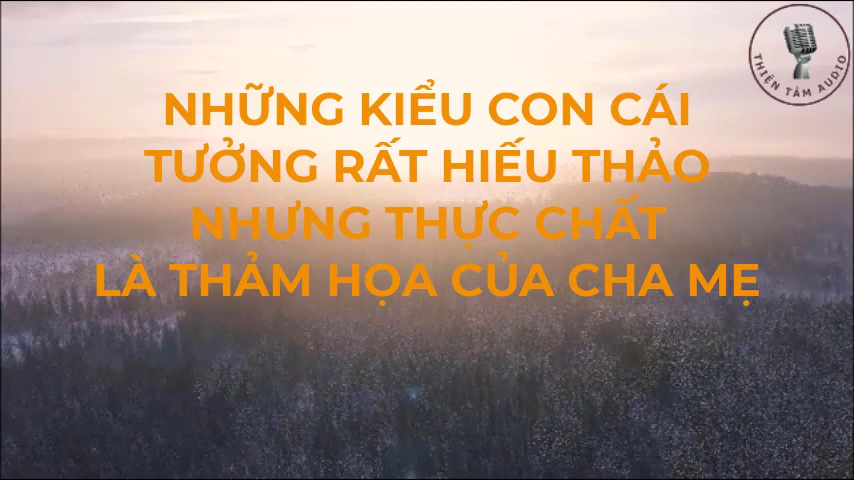 THIỆN TÂM AUDIO
NHỮNG KIỂU CON CÁI
TƯỞNG RẤT HIẾU THẢO
NHƯNG THỰC CHẤT
LÀ THẢM HỌA CỦA CHA MẸ